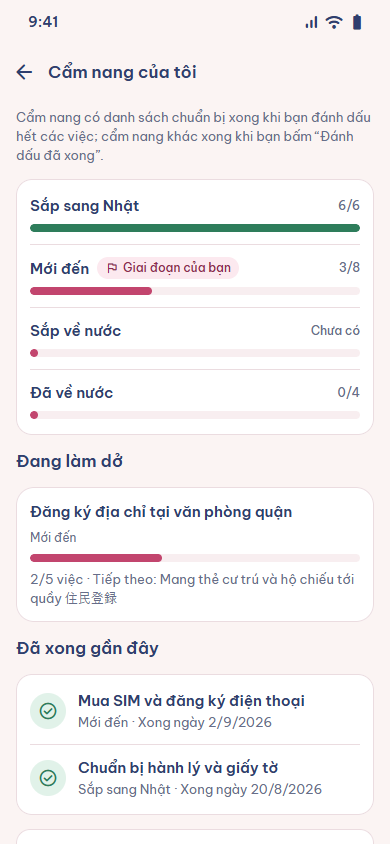 9:41
Cẩm nang của tôi
Cẩm nang có danh sách chuẩn bị xong khi bạn đánh dấu
hết các việc; cẩm nang khác xong khi bạn bấm “Đánh
dấu đã xong”.
Sắp sang Nhật 6/6
Mới đến Giai đoạn của bạn 3/8
Sắp về nước Chưa có
Đã về nước 0/4
Đang làm dở
Đăng ký địa chỉ tại văn phòng quận
Mới đến
2/5 việc · Tiếp theo: Mang thẻ cư trú và hộ chiếu tới
quầy 住民登録
Đã xong gần đây
Mua SIM và đăng ký điện thoại
Mới đến · Xong ngày 2/9/2026
Chuẩn bị hành lý và giấy tờ
Sắp sang Nhật · Xong ngày 20/8/2026